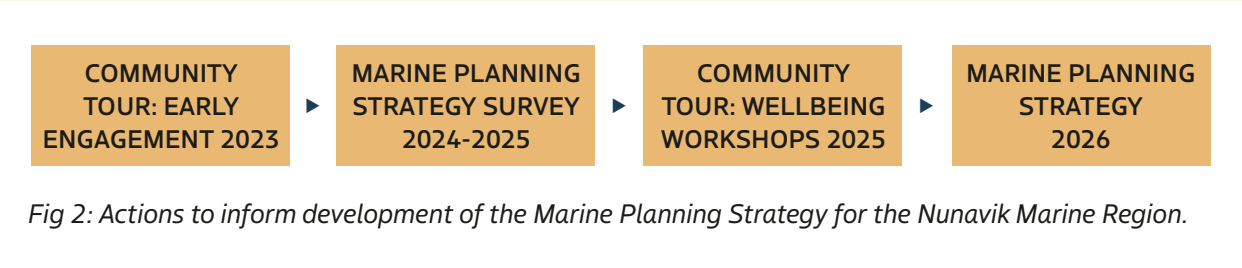 COMMUNITY
TOUR: EARLY
ENGAGEMENT 2023
MARINE PLANNING
STRATEGY SURVEY
2024-2025
COMMUNITY
TOUR: WELLBEING
WORKSHOPS 2025
MARINE PLANNING
STRATEGY
2026
Fig 2: Actions to inform development of the Marine Planning Strategy for the Nunavik Marine Region.